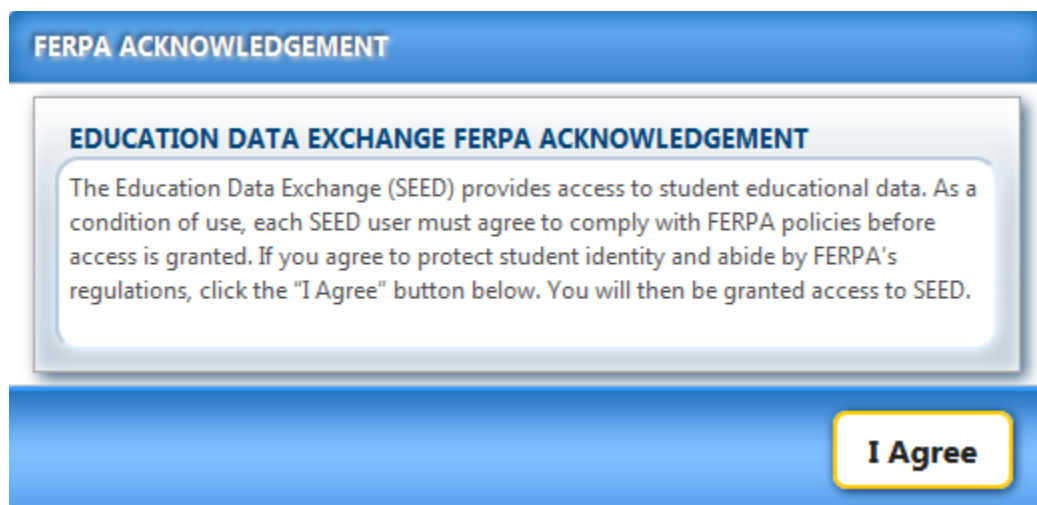 FERPA ACKNOWLEDGEMENT
EDUCATION DATA EXCHANGE FERPA ACKNOWLEDGEMENT
The Education Data Exchange (SEED) provides access to student educational data. As a
condition of use, each SEED user must agree to comply with FERPA policies before
access is granted. If you agree to protect student identity and abide by FERPA’s
regulations, click the “I Agree” button below. You will then be granted access to SEED.
I Agree